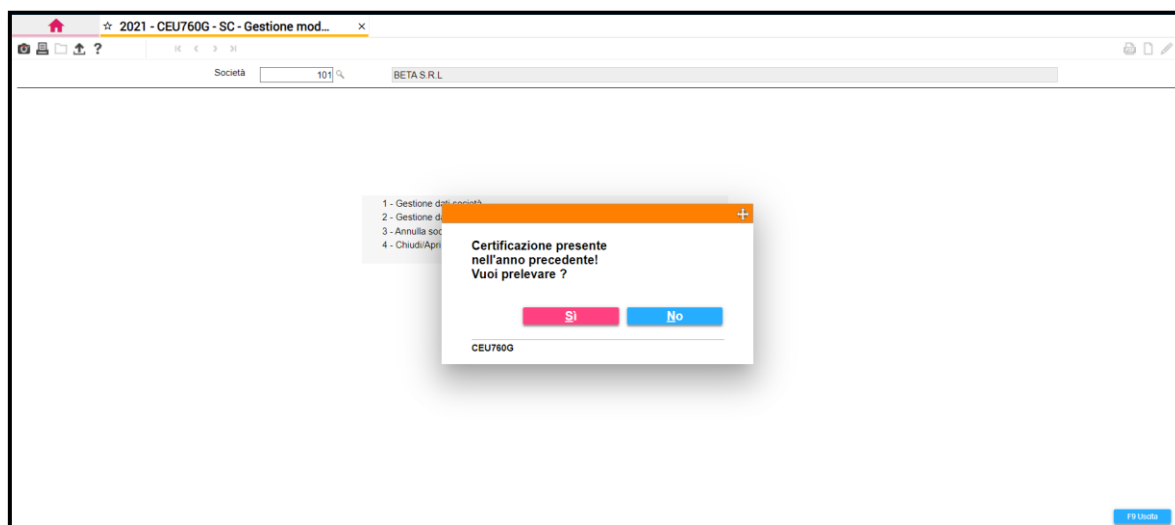 ☆ 2021 - CEU760G - SC - Gestione mod... ×
?
Società 101 BETA S.R.L
1 - Gestione dati società
2 - Gestione da
3 - Annulla soc
4 - Chiudi/Apri
Certificazione presente
nell'anno precedente!
Vuoi prelevare ?
Sì No
CEU760G
F9 Uscita